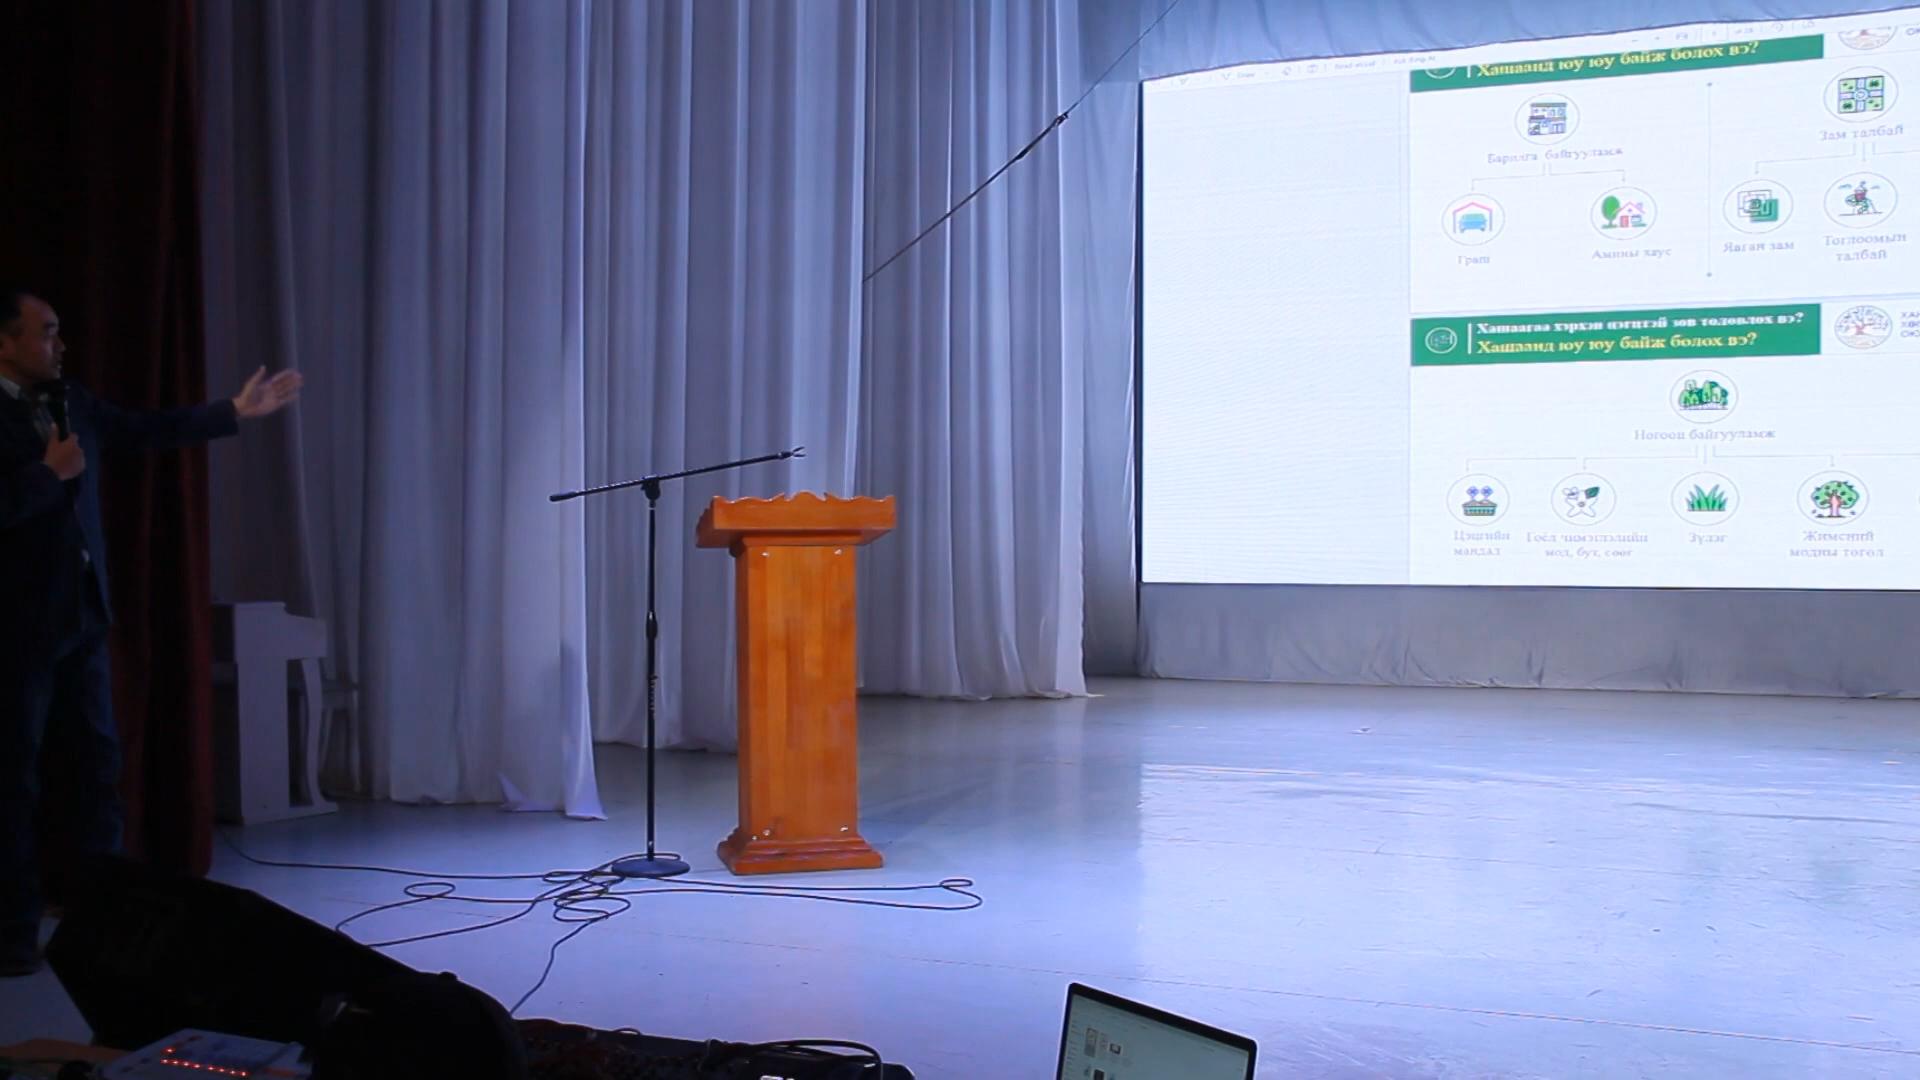 Хашаанд юу юу байж болох вэ?
Барилга байгууламж
Зам талбай
Граш
Амины хаус
Явган зам
Тоглоомын
талбай
Хашаагаа хэрхэн цэгцтэй зөв төлөвлөх вэ?
Хашаанд юу юу байж болох вэ?
Ногоон байгууламж
Цэцгийн
мандал
Гоёл чимэглэлийн
мод, бут, сөөг
Зүлэг
Жимсний
модны төгөл